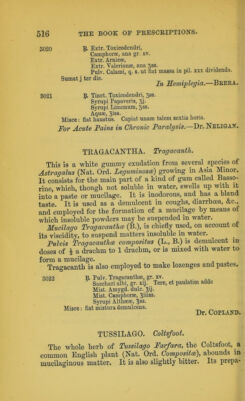 516 THE BOOK OF PRESCRIPTIONS.
3020 ℞ Extr. Toxicodendri,
Camphoræ, ana gr. xv.
Extr. Arnicæ,
Extr. Valerianæ, ana ʒss.
Pulv. Calami, q. s. ut fiat massa in pil. xxx dividenda.
Sumat j ter die.
In Hemiplegia.—BRERA.
3021 ℞ Tinct. Toxicodendri, ʒss.
Syrupi Papaveris, ʒj.
Syrupi Limonum, ʒss.
Aquæ, ʒiss.
Misce: fiat haustus. Capiat unam talem sextis horis.
For Acute Pains in Chronic Paralysis.—DR. NELIGAN.
TRAGACANTHA. Tragacanth.
This is a white gummy exudation from several species of
Astragalus (Nat. Ord. Leguminosæ) growing in Asia Minor.
It consists for the main part of a kind of gum called Basso-
rine, which, though not soluble in water, swells up with it
into a paste or mucilage. It is inodorous, and has a bland
taste. It is used as a demulcent in coughs, diarrhœa, &c.,
and employed for the formation of a mucilage by means of
which insoluble powders may be suspended in water.
Mucilago Tragacanthæ (B.), is chiefly used, on account of
its viscidity, to suspend matters insoluble in water.
Pulvis Tragacanthæ compositus (L., B.) is demulcent in
doses of ½ a drachm to 1 drachm, or is mixed with water to
form a mucilage.
Tragacanth is also employed to make lozenges and pastes.
3022 ℞ Pulv. Tragacanthæ, gr. xv.
Sacchari albi, gr. xij. Tere, et paulatim adde
Mist. Amygd. dulc. ʒij.
Mist. Camphoræ, ʒiiiss.
Syrupi Althææ, ʒss.
Misce: fiat mistura demulcens.
DR. COPLAND.
TUSSILAGO. Coltsfoot.
The whole herb of Tussilago Farfara, the Coltsfoot, a
common English plant (Nat. Ord. Compositæ), abounds in
mucilaginous matter. It is also slightly bitter. Its prepa-